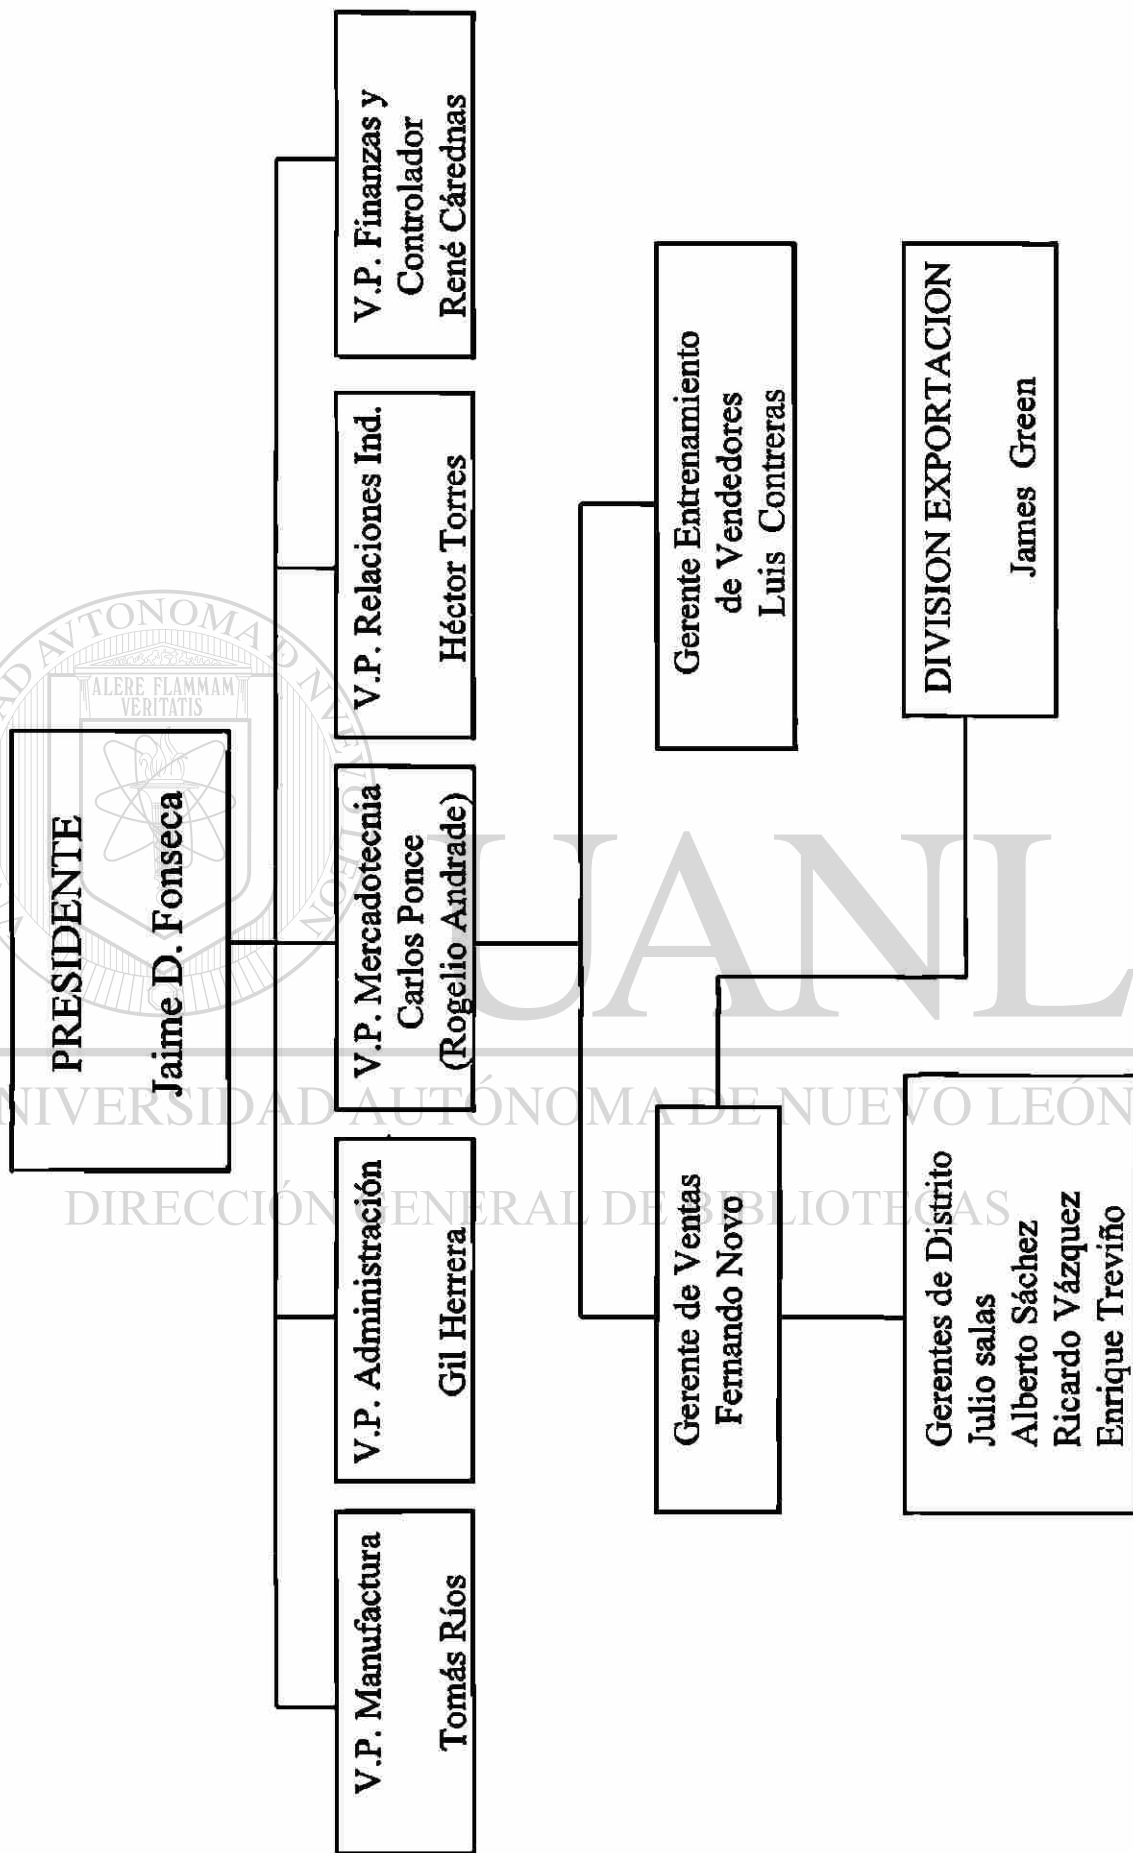 PRESIDENTE
Jaime D. Fonseca
V.P. Manufactura
Tomás Ríos
V.P. Administración
Gil Herrera
V.P. Mercadotecnia
Carlos Ponce
(Rogelio Andrade)
V.P. Relaciones Ind.
Héctor Torres
V.P. Finanzas y
Controlador
René Cárednas
Gerente de Ventas
Fernando Novo
Gerente Entrenamiento
de Vendedores
Luis Contreras
Gerentes de Distrito
Julio salas
Alberto Sáchez
Ricardo Vázquez
Enrique Treviño
DIVISION EXPORTACION
James Green
ALERE FLAMMAM
VERITATIS
UANL
UNIVERSIDAD AUTÓNOMA DE NUEVO LEÓN
DIRECCIÓN GENERAL DE BIBLIOTECAS